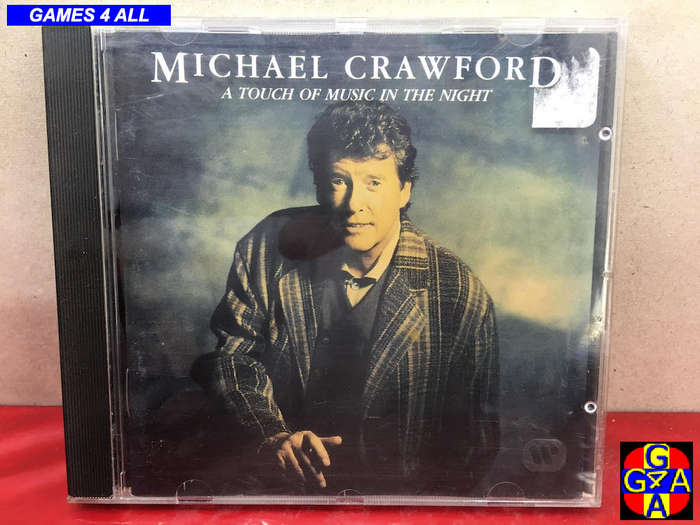 GAMES 4 ALL
MICHAEL CRAWFORD
A TOUCH OF MUSIC IN THE NIGHT
G
G4A
A